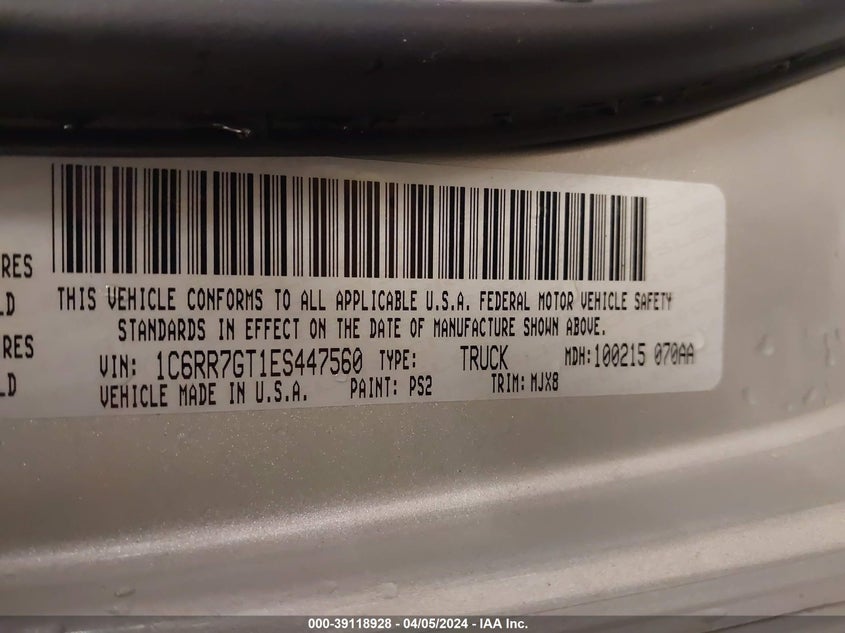 RES
LD
RES
LD
THIS VEHICLE CONFORMS TO ALL APPLICABLE U.S.A. FEDERAL MOTOR VEHICLE SAFETY
STANDARDS IN EFFECT ON THE DATE OF MANUFACTURE SHOWN ABOVE.
VIN: 1C6RR7GT1ES447560 TYPE: TRUCK MDH:100215 070AA
VEHICLE MADE IN U.S.A. PAINT: PS2 TRIM: MJX8
000-39118928 - 04/05/2024 - IAA Inc.